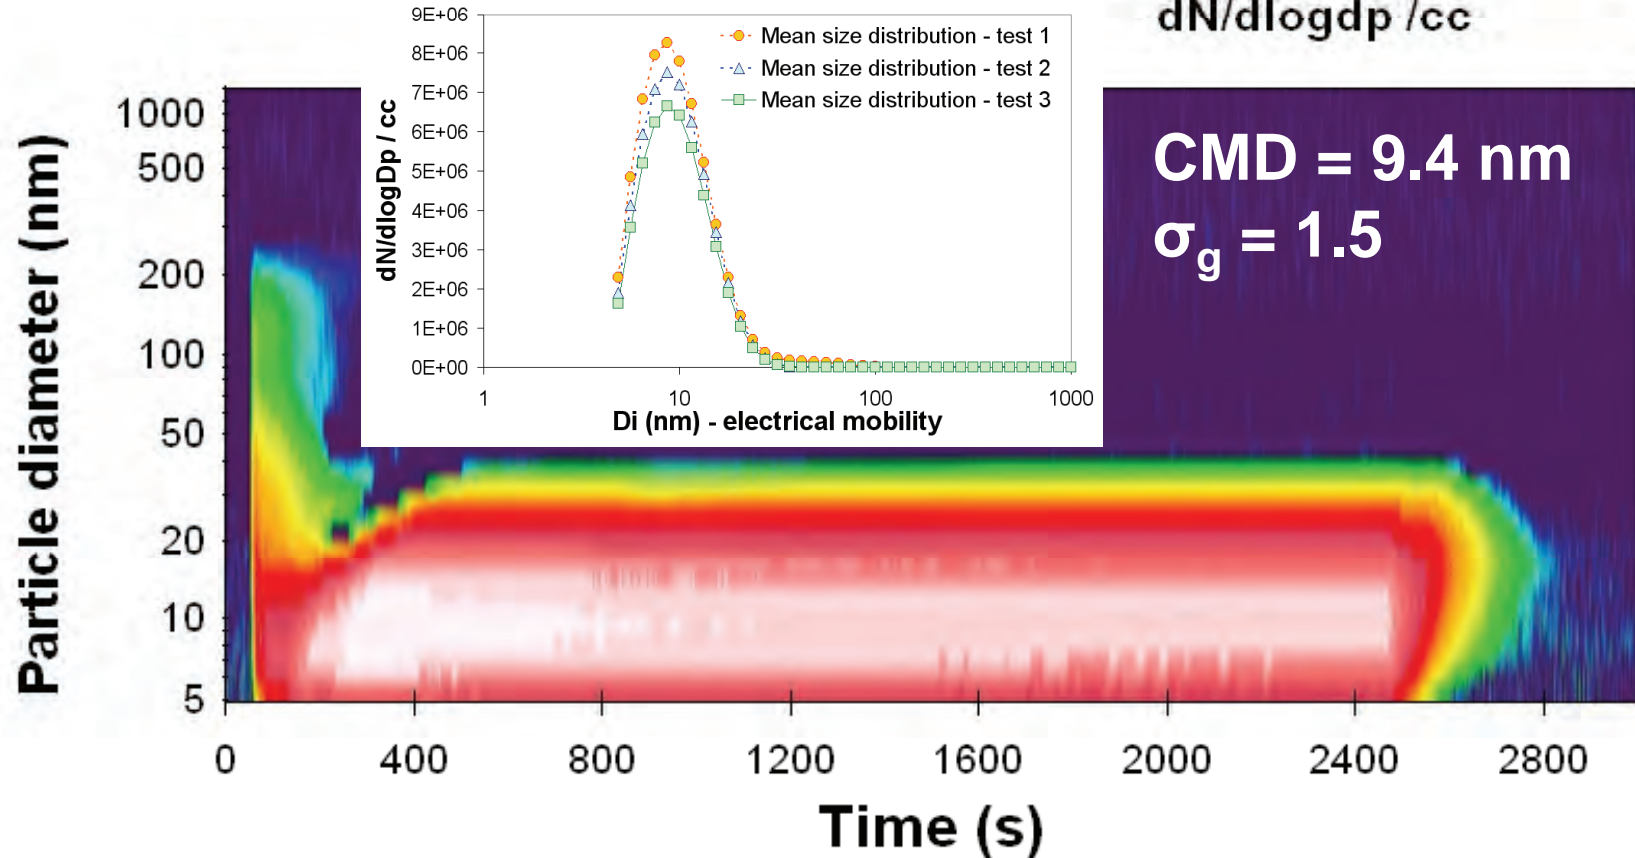 dN/dlogdp /cc
9E+06
8E+06
7E+06
6E+06
5E+06
4E+06
3E+06
2E+06
1E+06
0E+00
dN/dlogDp / cc
Mean size distribution - test 1
Mean size distribution - test 2
Mean size distribution - test 3
1 10 100 1000
Di (nm) - electrical mobility
CMD = 9.4 nm
σg = 1.5
Particle diameter (nm)
1000
500
200
100
50
20
10
5
0 400 800 1200 1600 2000 2400 2800
Time (s)